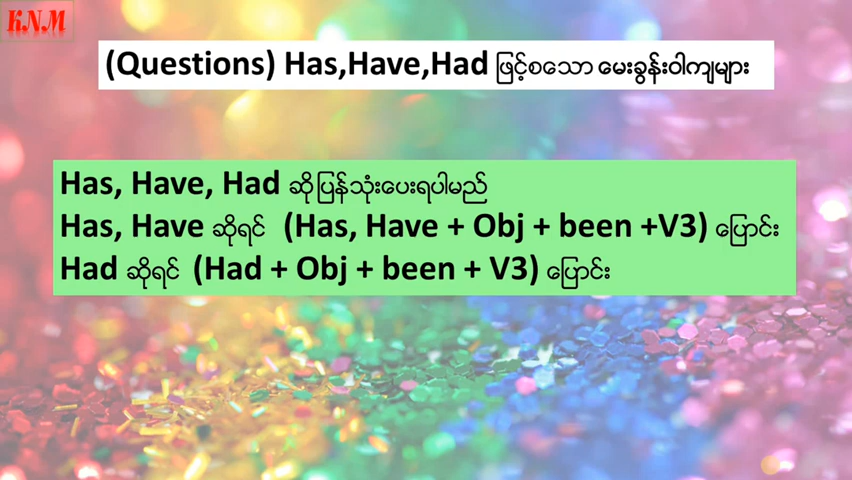 KNM
(Questions) Has,Have,Had ဖြင့်စသော မေးခွန်းဝါကျများ
Has, Have, Had ဆို ပြန်သုံးပေးရပါမည်
Has, Have ဆိုရင် (Has, Have + Obj + been +V3) ပြောင်း
Had ဆိုရင် (Had + Obj + been + V3) ပြောင်း